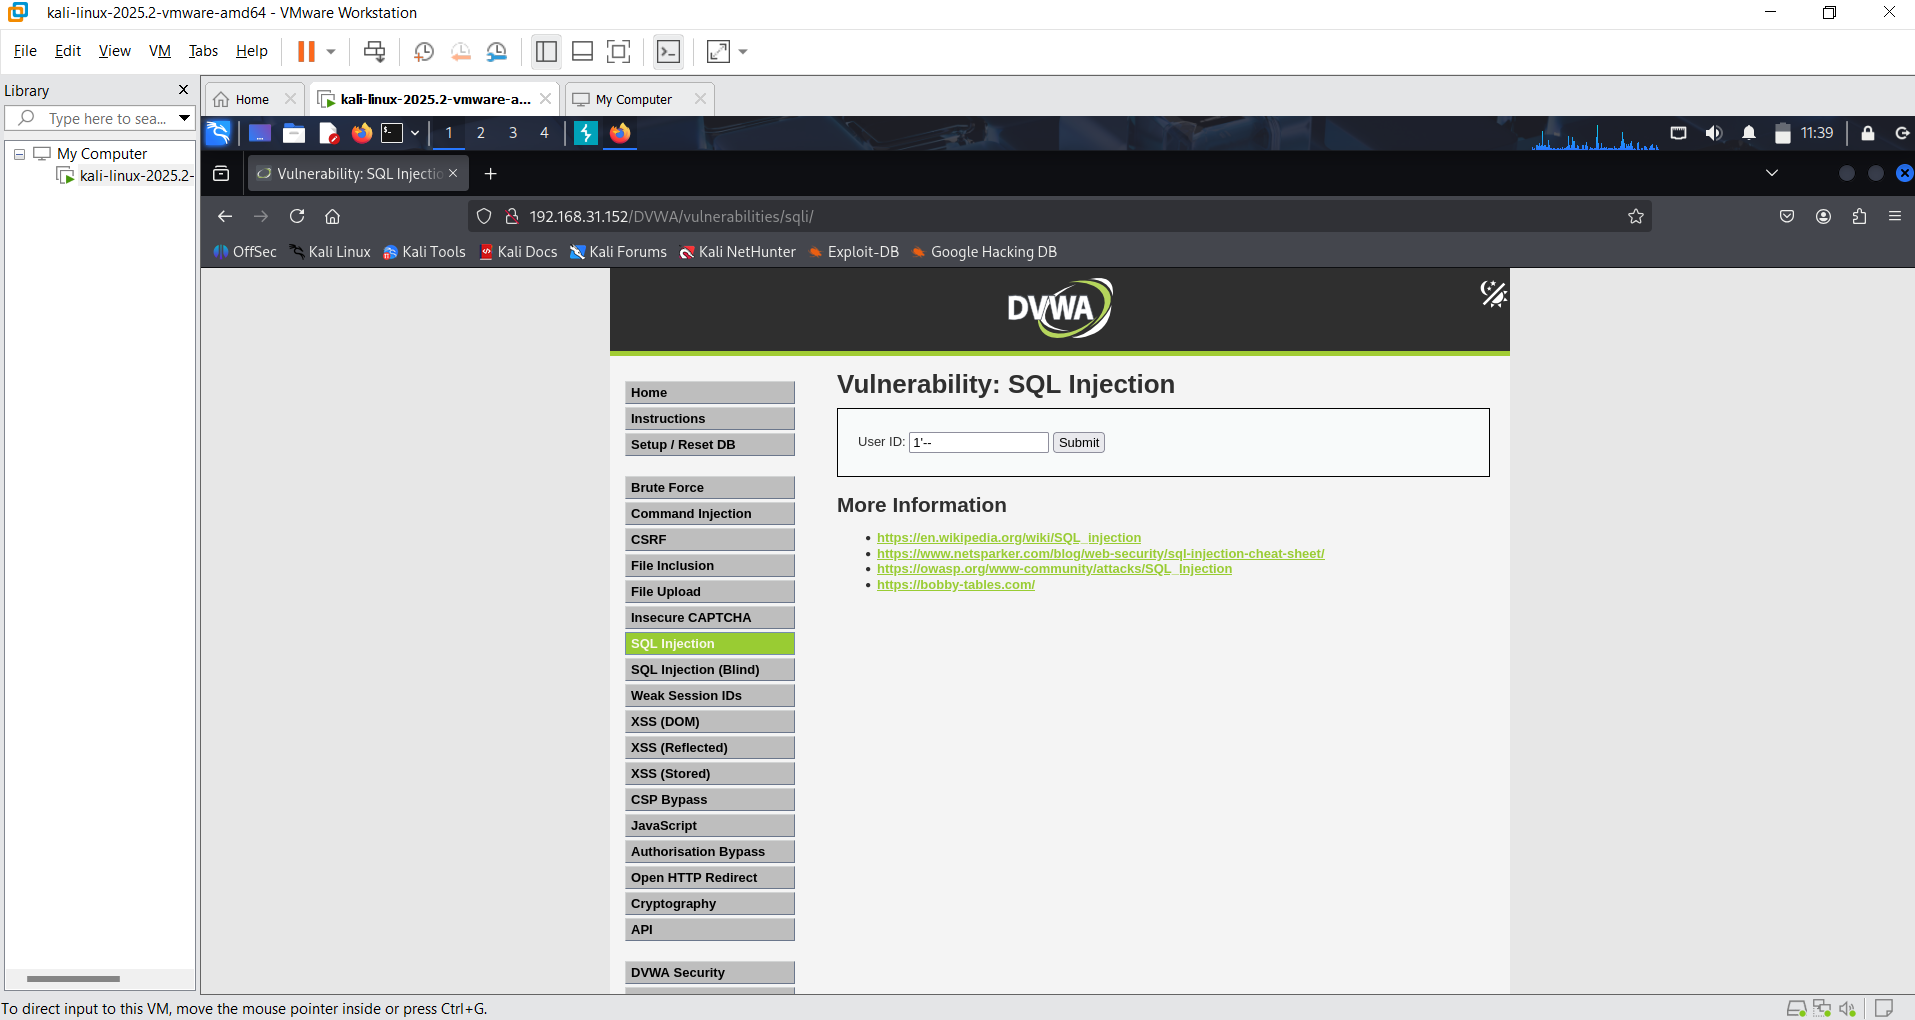 kali-linux-2025.2-vmware-amd64 - VMware Workstation
File Edit View VM Tabs Help
Library
Type here to sea...
My Computer
kali-linux-2025.2-
Home
kali-linux-2025.2-vmware-a...
My Computer
1 2 3 4
11:39
Vulnerability: SQL Injectio
192.168.31.152/DVWA/vulnerabilities/sqli/
OffSec Kali Linux Kali Tools Kali Docs Kali Forums Kali NetHunter Exploit-DB Google Hacking DB
DVWA
Home
Instructions
Setup / Reset DB
Brute Force
Command Injection
CSRF
File Inclusion
File Upload
Insecure CAPTCHA
SQL Injection
SQL Injection (Blind)
Weak Session IDs
XSS (DOM)
XSS (Reflected)
XSS (Stored)
CSP Bypass
JavaScript
Authorisation Bypass
Open HTTP Redirect
Cryptography
API
DVWA Security
Vulnerability: SQL Injection
User ID: 1'-- Submit
More Information
https://en.wikipedia.org/wiki/SQL_injection
https://www.netsparker.com/blog/web-security/sql-injection-cheat-sheet/
https://owasp.org/www-community/attacks/SQL_Injection
https://bobby-tables.com/
To direct input to this VM, move the mouse pointer inside or press Ctrl+G.